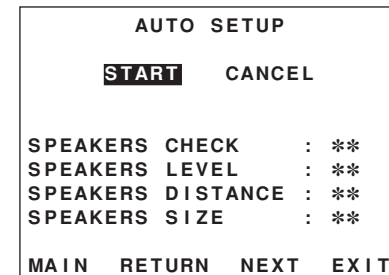 AUTO SETUP
START CANCEL
SPEAKERS CHECK : **
SPEAKERS LEVEL : **
SPEAKERS DISTANCE : **
SPEAKERS SIZE : **
MAIN RETURN NEXT EXIT